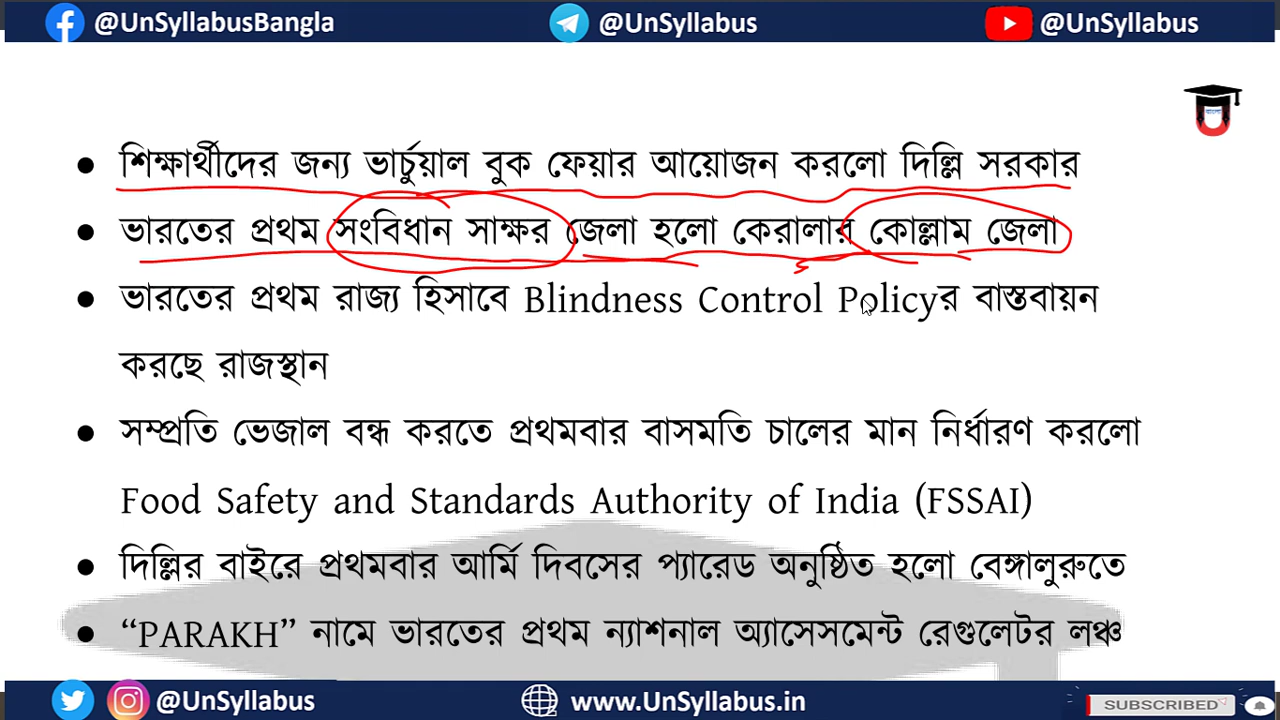 @UnSyllabusBangla @UnSyllabus @UnSyllabus
• শিক্ষার্থীদের জন্য ভার্চুয়াল বুক ফেয়ার আয়োজন করলো দিল্লি সরকার
• ভারতের প্রথম সংবিধান সাক্ষর জেলা হলো কেরালার কোল্লাম জেলা
• ভারতের প্রথম রাজ্য হিসাবে Blindness Control Policyর বাস্তবায়ন
করছে রাজস্থান
• সম্প্রতি ভেজাল বন্ধ করতে প্রথমবার বাসমতি চালের মান নির্ধারণ করলো
Food Safety and Standards Authority of India (FSSAI)
• দিল্লির বাইরে প্রথমবার আর্মি দিবসের প্যারেড অনুষ্ঠিত হলো বেঙ্গালুরুতে
• “PARAKH” নামে ভারতের প্রথম ন্যাশনাল অ্যাসেসমেন্ট রেগুলেটর লঞ্চ
@UnSyllabus www.UnSyllabus.in SUBSCRIBED